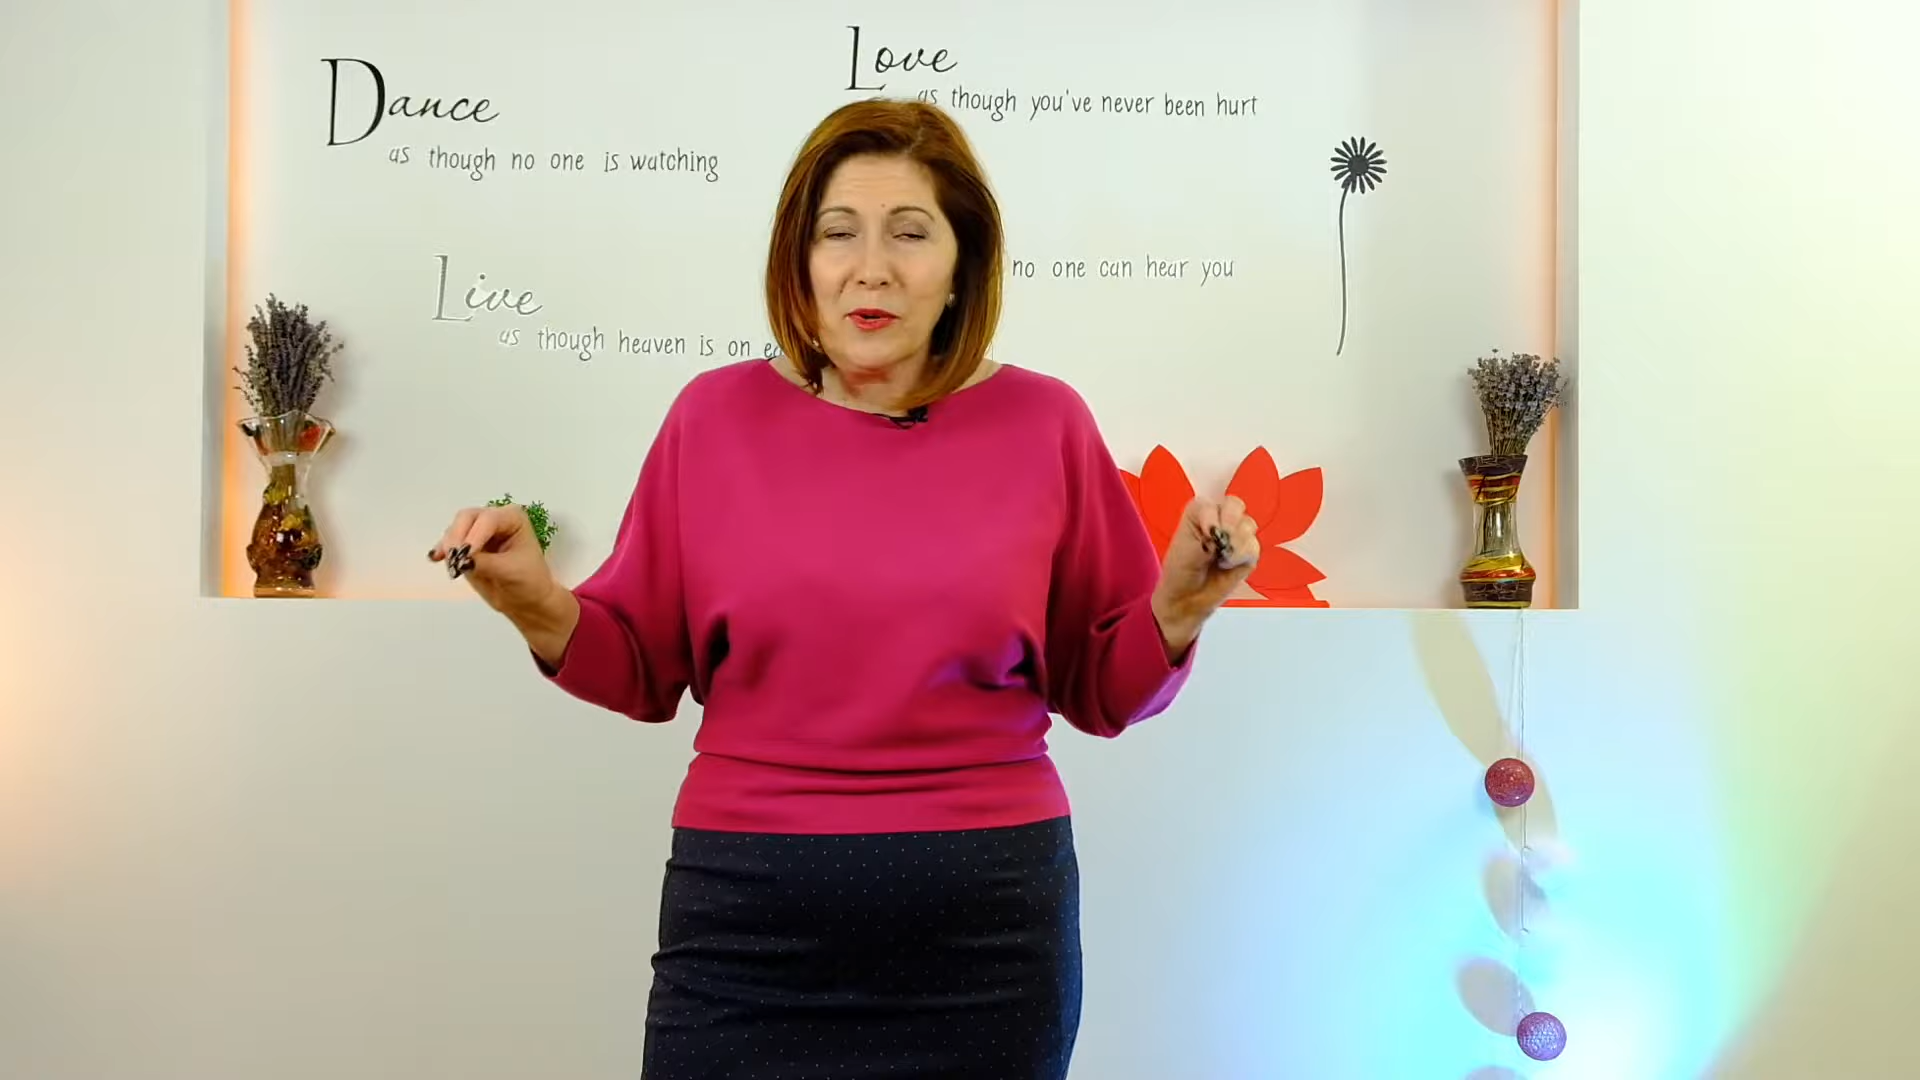 Love
as though you've never been hurt
Dance
as though no one is watching
no one can hear you
Live
as though heaven is on